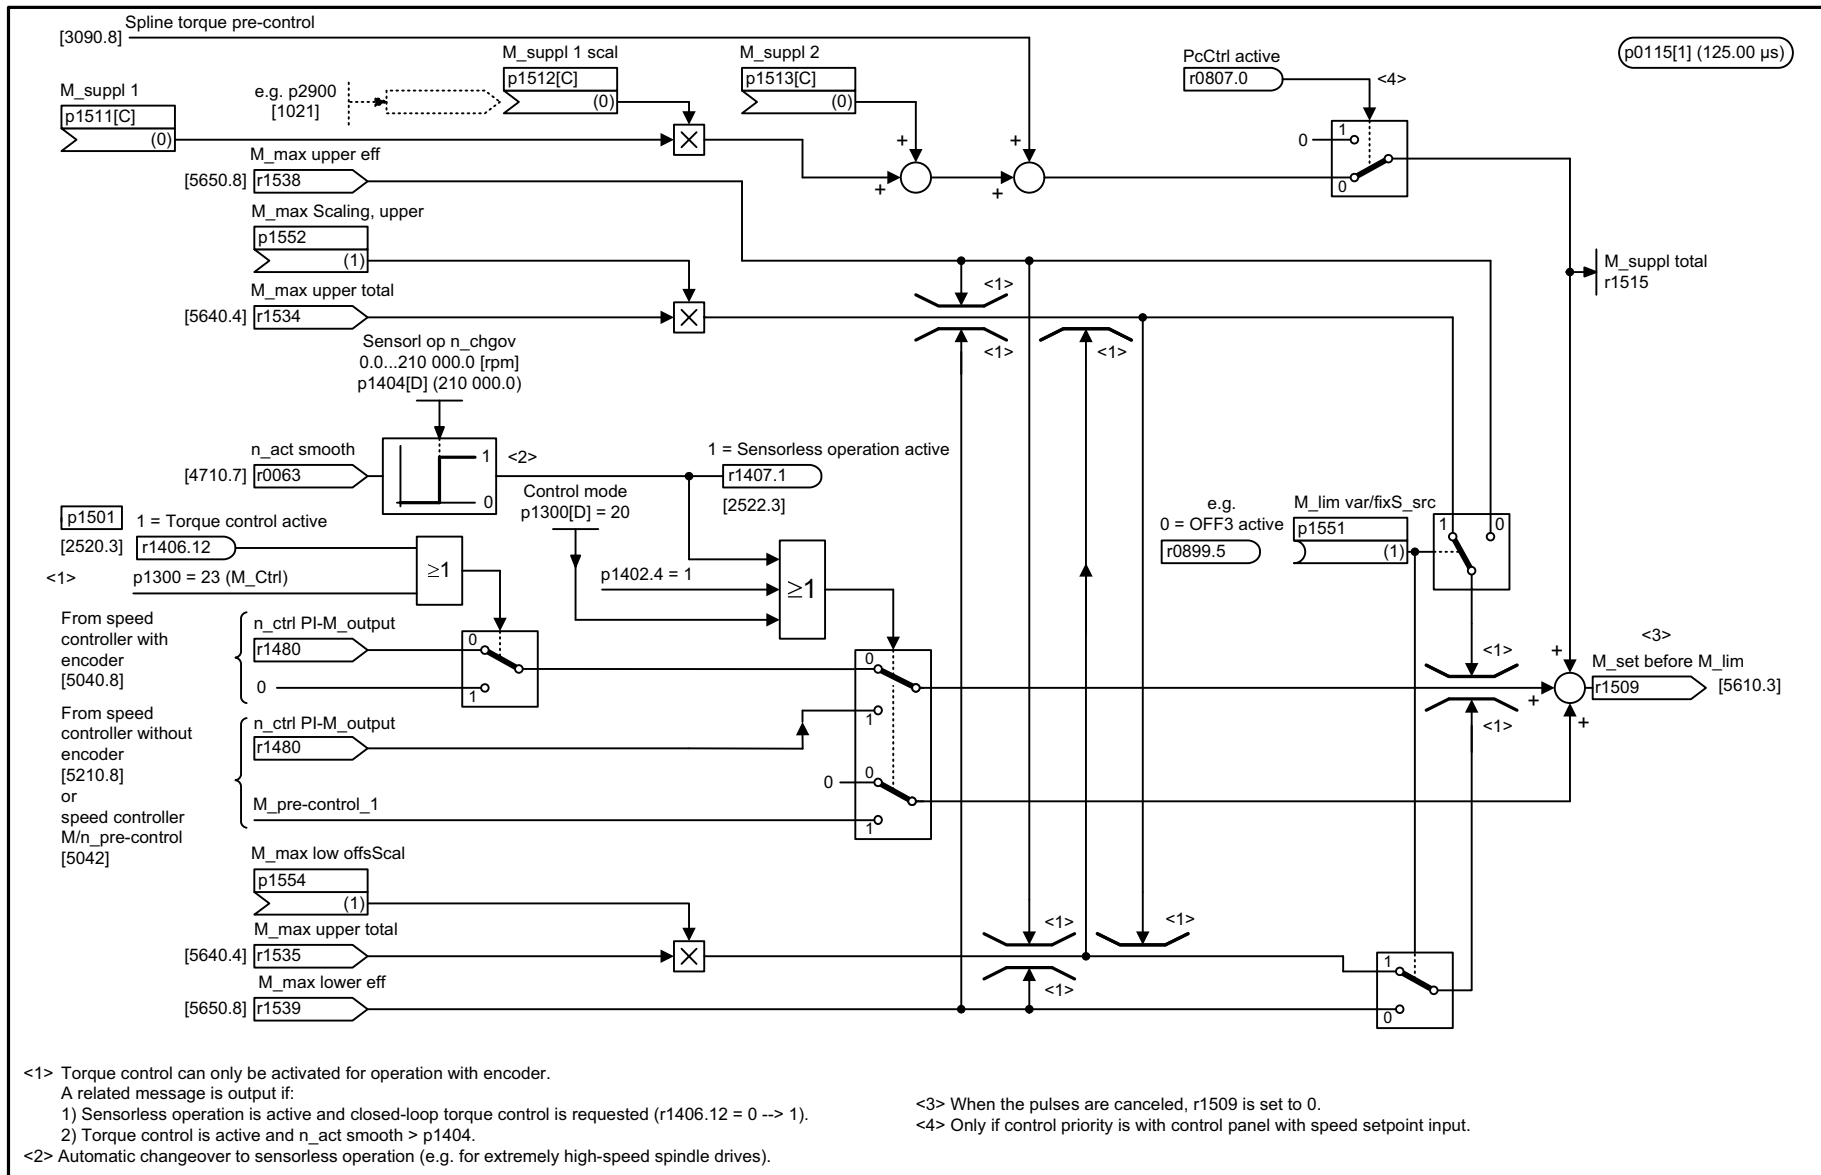 Spline torque pre-control
[3090.8]
M_suppl 1 scal
p1512[C]
(0)
M_suppl 2
p1513[C]
(0)
PcCtrl active
r0807.0
<4>
p0115[1] (125.00 µs)
M_suppl 1
p1511[C]
(0)
e.g. p2900
[1021]
+
+
+
+
0
1
0
M_max upper eff
[5650.8]
r1538
M_max Scaling, upper
p1552
(1)
M_max upper total
[5640.4]
r1534
<1>
<1>
<1>
M_suppl total
r1515
Sensorl op n_chgov
0.0...210 000.0 [rpm]
p1404[D] (210 000.0)
n_act smooth
[4710.7]
r0063
1
0
<2>
1 = Sensorless operation active
r1407.1
[2522.3]
Control mode
p1300[D] = 20
p1402.4 = 1
≥1
e.g.
0 = OFF3 active
r0899.5
M_lim var/fixS_src
p1551
(1)
1
0
p1501
1 = Torque control active
[2520.3]
r1406.12
<1>
p1300 = 23 (M_Ctrl)
≥1
From speed
controller with
encoder
[5040.8]
n_ctrl PI-M_output
r1480
0
0
1
From speed
controller without
encoder
[5210.8]
or
speed controller
M/n_pre-control
[5042]
n_ctrl PI-M_output
r1480
M_pre-control_1
0
1
0
0
1
<1>
<1>
+
+
+
<3>
M_set before M_lim
r1509
[5610.3]
M_max low offsScal
p1554
(1)
M_max upper total
[5640.4]
r1535
M_max lower eff
[5650.8]
r1539
<1>
<1>
<1>
1
0
<1> Torque control can only be activated for operation with encoder.
A related message is output if:
1) Sensorless operation is active and closed-loop torque control is requested (r1406.12 = 0 --> 1).
2) Torque control is active and n_act smooth > p1404.
<2> Automatic changeover to sensorless operation (e.g. for extremely high-speed spindle drives).
<3> When the pulses are canceled, r1509 is set to 0.
<4> Only if control priority is with control panel with speed setpoint input.